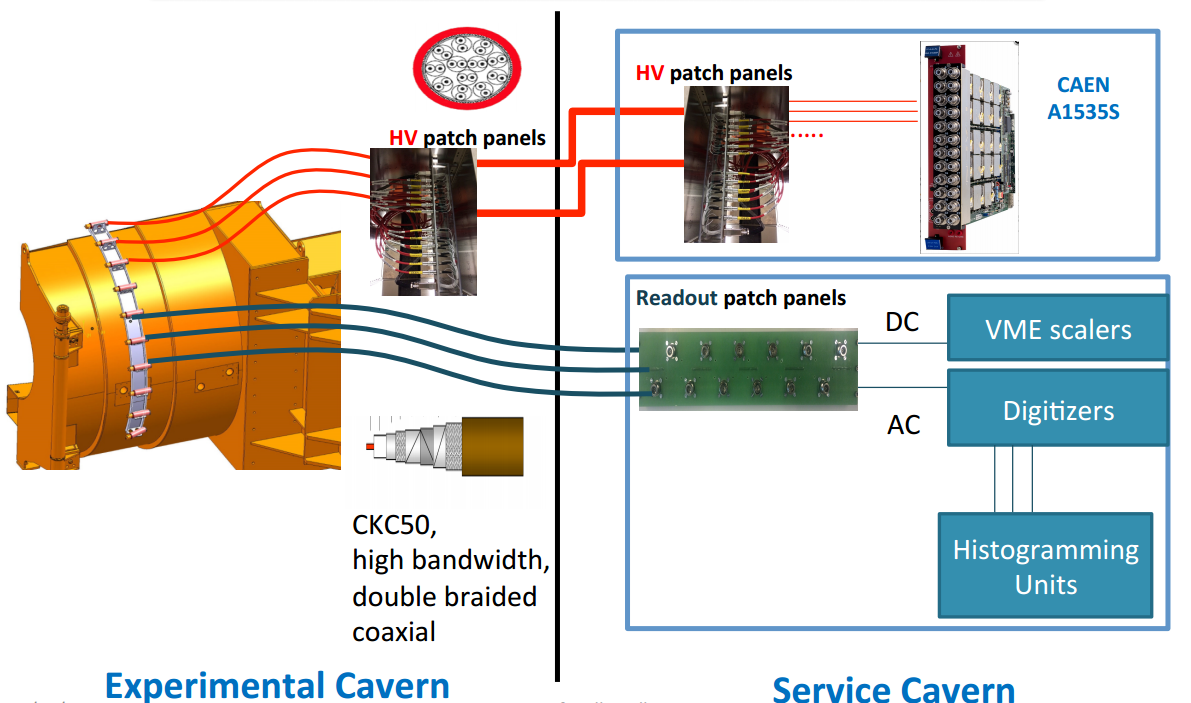 HV patch panels
HV patch panels
CAEN
A1535S
Readout patch panels
DC
VME scalers
AC
Digitizers
Histogramming
Units
CKC50,
high bandwidth,
double braided
coaxial
Experimental Cavern
Service Cavern